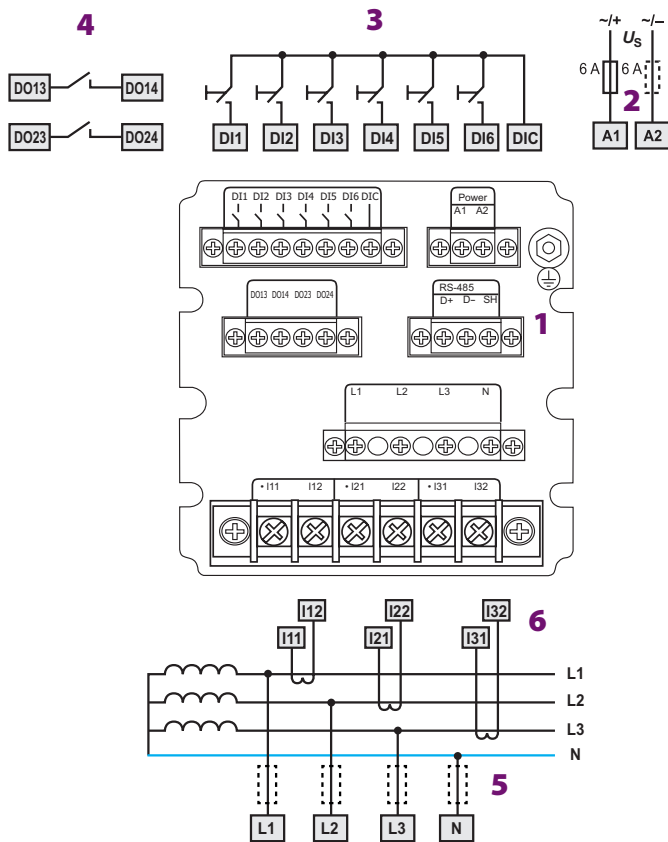 4
3
~/+ ~/–
US
6 A 6 A
2
DO13 DO14
DO23 DO24
DI1 DI2 DI3 DI4 DI5 DI6 DIC
A1 A2
DI1 DI2 DI3 DI4 DI5 DI6 DIC
Power
A1 A2
DO13 DO14 DO23 DO24
RS-485
D+ D– SH
1
L1 L2 L3 N
• I11 I12 • I21 I22 • I31 I32
I12 I22 I32 6
I11 I21 I31
L1
L2
L3
N
5
L1 L2 L3 N